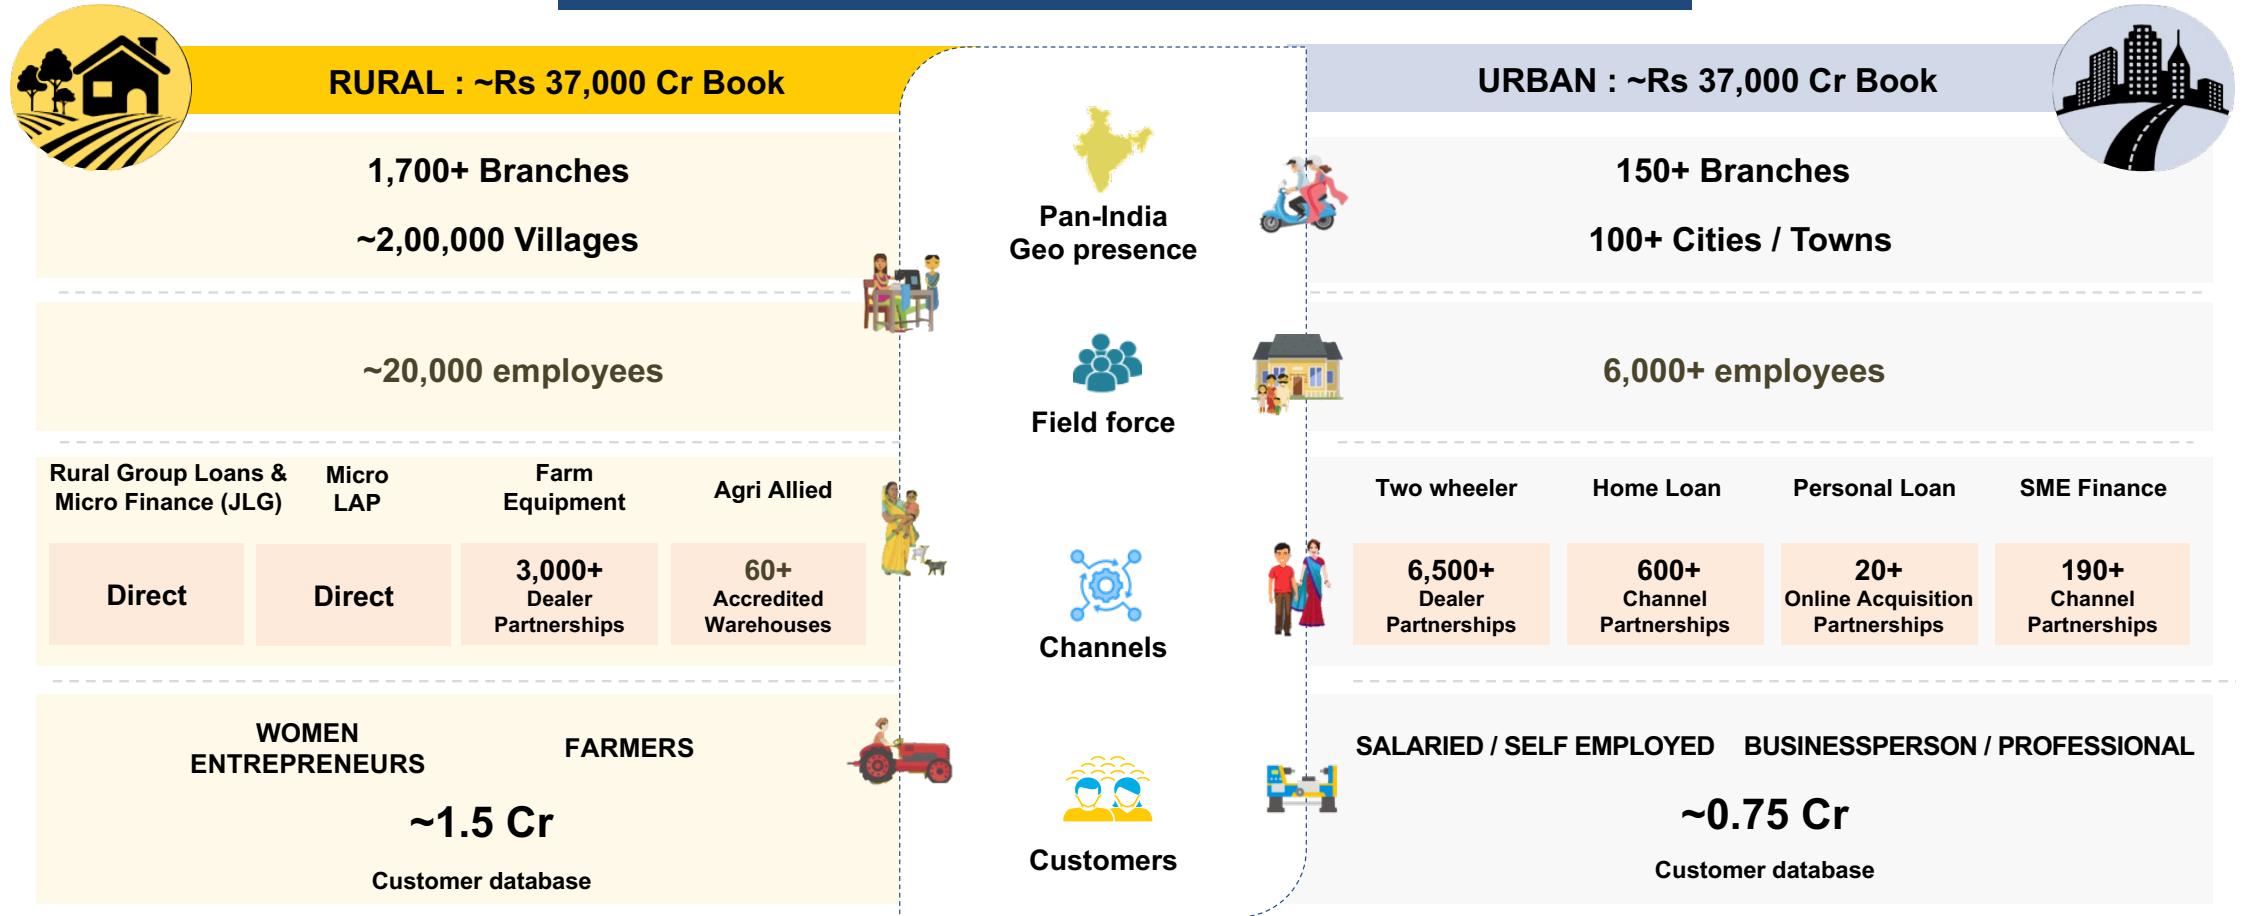 RURAL : ~Rs 37,000 Cr Book
URBAN : ~Rs 37,000 Cr Book
1,700+ Branches
~2,00,000 Villages
Pan-India
Geo presence
150+ Branches
100+ Cities / Towns
~20,000 employees
Field force
6,000+ employees
Rural Group Loans &
Micro Finance (JLG)
Direct
Micro
LAP
Direct
Farm
Equipment
3,000+
Dealer
Partnerships
Agri Allied
60+
Accredited
Warehouses
Channels
Two wheeler
6,500+
Dealer
Partnerships
Home Loan
600+
Channel
Partnerships
Personal Loan
20+
Online Acquisition
Partnerships
SME Finance
190+
Channel
Partnerships
WOMEN
ENTREPRENEURS
FARMERS
~1.5 Cr
Customer database
Customers
SALARIED / SELF EMPLOYED
BUSINESSPERSON / PROFESSIONAL
~0.75 Cr
Customer database